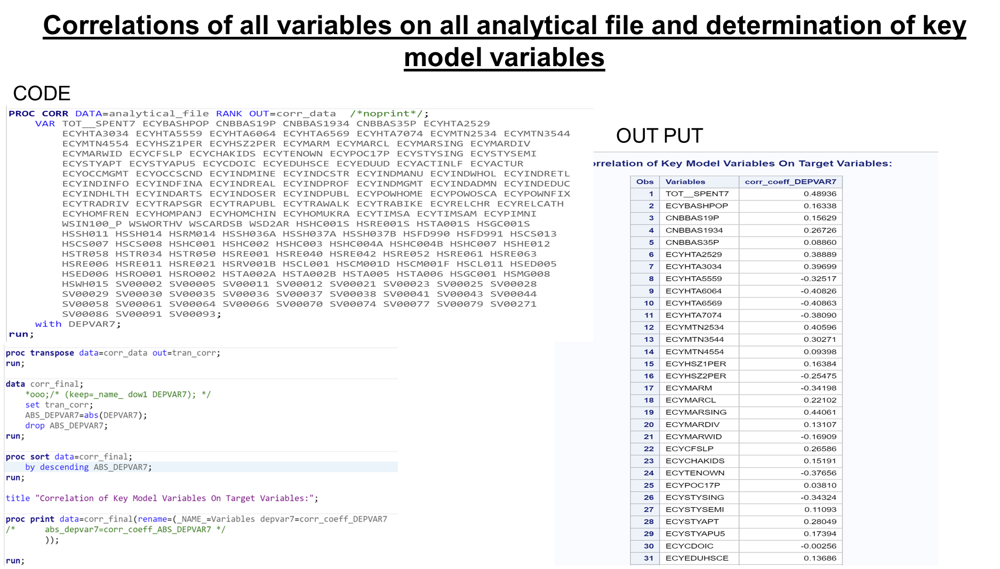 Correlations of all variables on all analytical file and determination of key
model variables
CODE
PROC CORR DATA=analytical_file RANK OUT=corr_data /*noprint*/;
VAR TOT__SPENT7 ECYBASHPOP CNBBAS19P CNBBAS1934 CNBBAS35P ECYHTA2529
ECYHTA3034 ECYHTA5559 ECYHTA6064 ECYHTA6569 ECYHTA7074 ECYMTN2534 ECYMTN3544
ECYMTN4554 ECYHSZ1PER ECYHSZ2PER ECYMARM ECYMARCL ECYMARSING ECYMARDIV
ECYMARWID ECYCFSLP ECYCHAKIDS ECYTENOWN ECYPOC17P ECYSTYSING ECYSTYSEMI
ECYSTYAPT ECYSTYAPU5 ECYCDOIC ECYEDUHSCE ECYEDUUD ECYACTINLF ECYACTUR
ECYOCCMGMT ECYOCCSCND ECYINDMINE ECYINDCSTR ECYINDMANU ECYINDWHOL ECYINDRETL
ECYINDINFO ECYINDFINA ECYINDREAL ECYINDPROF ECYINDMGMT ECYINDADMN ECYINDEDUC
ECYINDHLTH ECYINDARTS ECYINDOSER ECYINDPUBL ECYPOWHOME ECYPOWOSCA ECYPOWNFIX
ECYTRADRIV ECYTRAPSGR ECYTRAPUBL ECYTRAWALK ECYTRABIKE ECYRELCHR ECYRELCATH
ECYHOMFREN ECYHOMPANJ ECYHOMCHIN ECYHOMUKRA ECYTIMSA ECYTIMSAM ECYPIMNI
WSIN100_P WSWORTHV WSCARDSB WSD2AR HSHC001S HSRE001S HSTA001S HSGC001S
HSSH011 HSSH014 HSRM014 HSSH036A HSSH037A HSSH037B HSFD990 HSFD991 HSCS013
HSCS007 HSCS008 HSHC001 HSHC002 HSHC003 HSHC004A HSHC004B HSHC007 HSHE012
HSTR058 HSTR034 HSTR050 HSRE001 HSRE040 HSRE042 HSRE052 HSRE061 HSRE063
HSRE006 HSRE011 HSRE021 HSRV001B HSCL001 HSCM001D HSCM001F HSCL011 HSED005
HSED006 HSRO001 HSRO002 HSTA002A HSTA002B HSTA005 HSTA006 HSGC001 HSMG008
HSWH015 SV00002 SV00005 SV00011 SV00012 SV00021 SV00023 SV00025 SV00028
SV00029 SV00030 SV00035 SV00036 SV00037 SV00038 SV00041 SV00043 SV00044
SV00058 SV00061 SV00064 SV00066 SV00070 SV00074 SV00077 SV00079 SV00271
SV00086 SV00091 SV00093;
with DEPVAR7;
run;
proc transpose data=corr_data out=tran_corr;
run;
data corr_final;
*ooo;/* (keep=_name_ dow1 DEPVAR7); */
set tran_corr;
ABS_DEPVAR7=abs(DEPVAR7);
drop ABS_DEPVAR7;
run;
proc sort data=corr_final;
by descending ABS_DEPVAR7;
run;
title "Correlation of Key Model Variables On Target Variables:";
proc print data=corr_final(rename=(_NAME_=Variables depvar7=corr_coeff_DEPVAR7
/* abs_depvar7=corr_coeff_ABS_DEPVAR7 */
));
run;
OUT PUT
orrelation of Key Model Variables On Target Variables:
Obs Variables corr_coeff_DEPVAR7
1 TOT__SPENT7 0.48936
2 ECYBASHPOP 0.16338
3 CNBBAS19P 0.15629
4 CNBBAS1934 0.26726
5 CNBBAS35P 0.08860
6 ECYHTA2529 0.38889
7 ECYHTA3034 0.39699
8 ECYHTA5559 -0.32517
9 ECYHTA6064 -0.40826
10 ECYHTA6569 -0.40863
11 ECYHTA7074 -0.38090
12 ECYMTN2534 0.40596
13 ECYMTN3544 0.30271
14 ECYMTN4554 0.09398
15 ECYHSZ1PER 0.16384
16 ECYHSZ2PER -0.25475
17 ECYMARM -0.34198
18 ECYMARCL 0.22102
19 ECYMARSING 0.44061
20 ECYMARDIV 0.13107
21 ECYMARWID -0.16909
22 ECYCFSLP 0.26586
23 ECYCHAKIDS 0.15191
24 ECYTENOWN -0.37656
25 ECYPOC17P 0.03810
26 ECYSTYSING -0.34324
27 ECYSTYSEMI 0.11093
28 ECYSTYAPT 0.28049
29 ECYSTYAPU5 0.17394
30 ECYCDOIC -0.00256
31 ECYEDUHSCE 0.13686